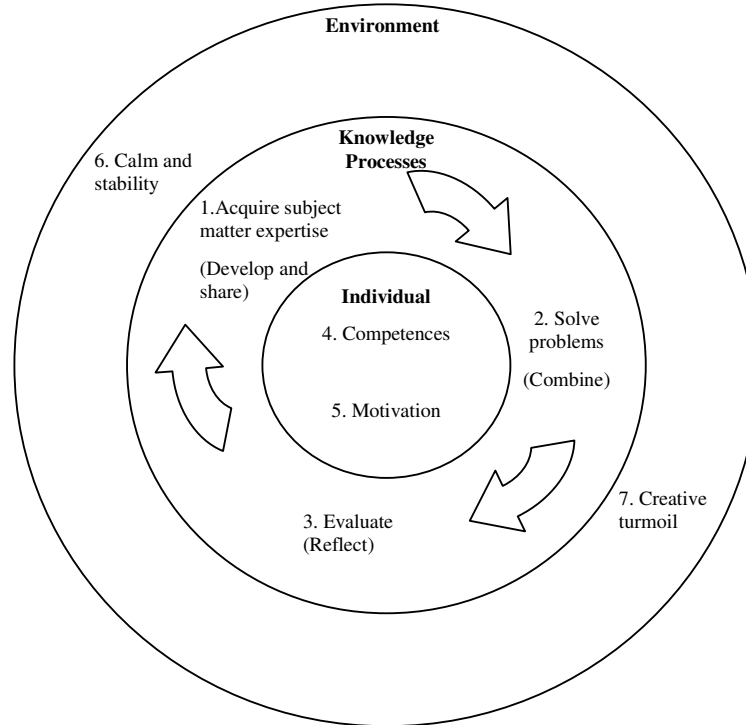 Environment
Knowledge
Processes
6. Calm and
stability
1.Acquire subject
matter expertise
(Develop and
share)
Individual
4. Competences
5. Motivation
2. Solve
problems
(Combine)
3. Evaluate
(Reflect)
7. Creative
turmoil